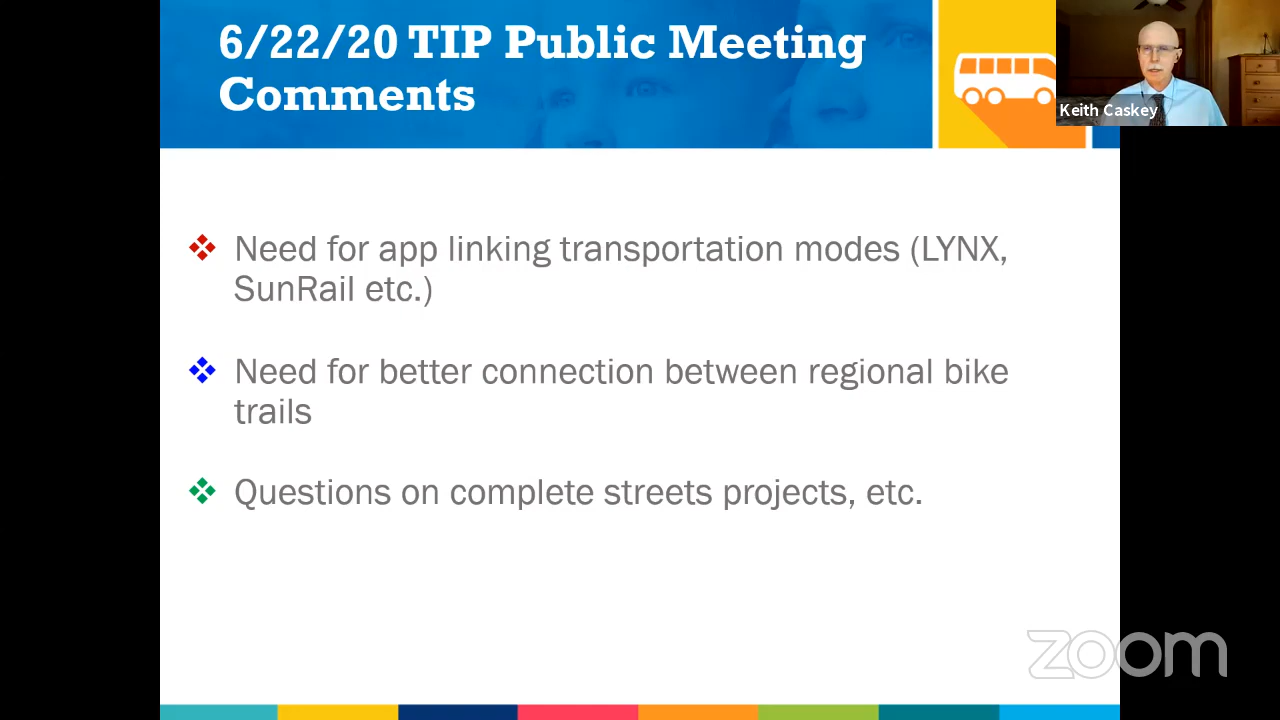 6/22/20 TIP Public Meeting
Comments
Keith Caskey
Need for app linking transportation modes (LYNX,
SunRail etc.)
Need for better connection between regional bike
trails
Questions on complete streets projects, etc.
zoom